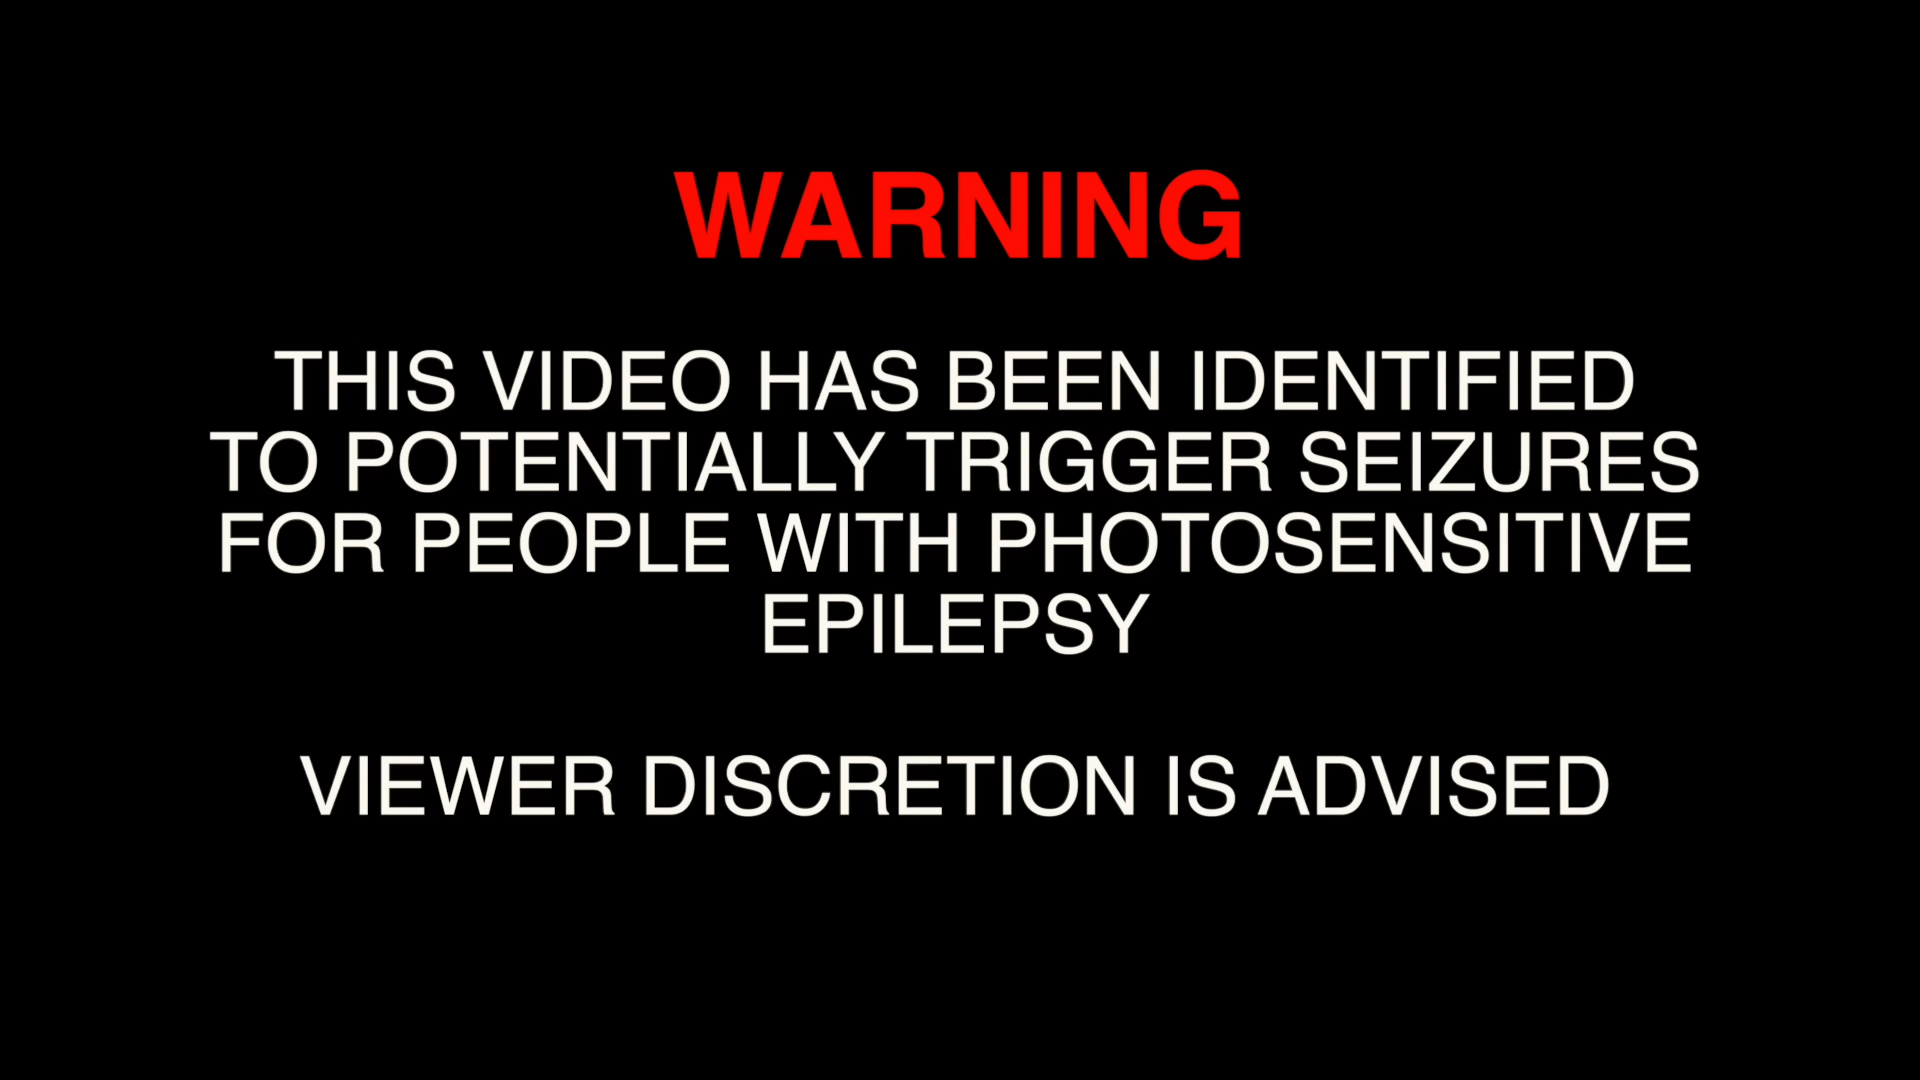 WARNING
THIS VIDEO HAS BEEN IDENTIFIED
TO POTENTIALLY TRIGGER SEIZURES
FOR PEOPLE WITH PHOTOSENSITIVE
EPILEPSY
VIEWER DISCRETION IS ADVISED